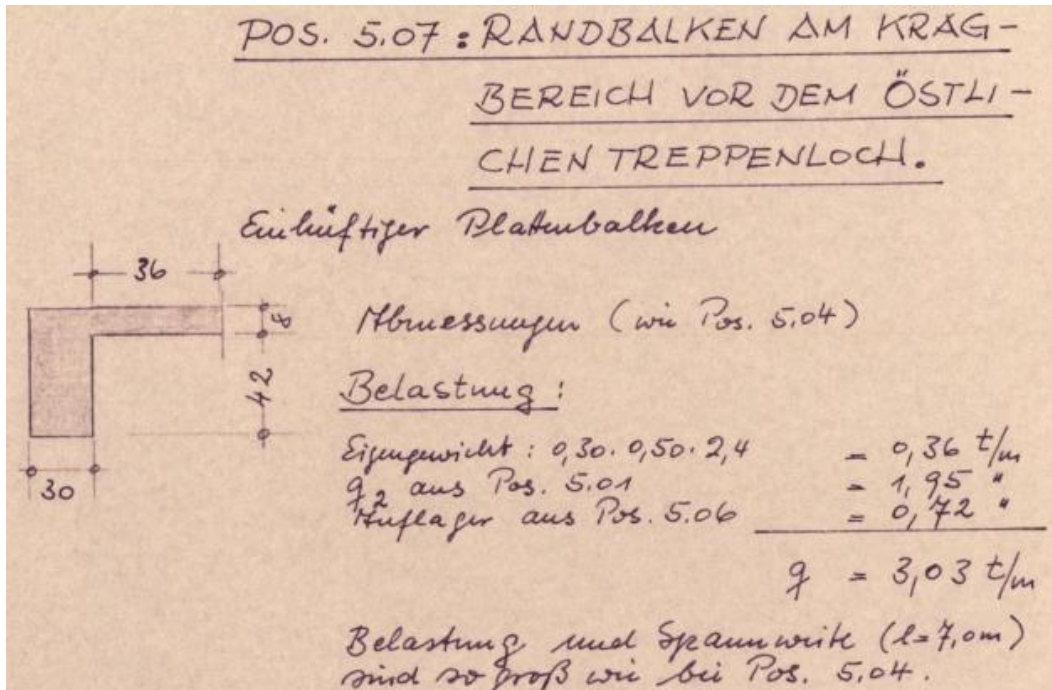 POS. 5.07: RANDBALKEN AM KRAG-
BEREICH VOR DEM ÖSTLI-
CHEN TREPPENLOCH.
Einhüftiger Plattenbalken
36
8
42
30
Abmessungen (wie Pos. 5.04)
Belastung:
Eigengewicht: 0,30. 0,50. 2,4 = 0,36 t/m
q2 aus Pos. 5.01 = 1,95 "
Auflager aus Pos. 5.06 = 0,72 "
q = 3,03 t/m
Belastung und Spannweite (l=7,0m)
sind so groß wie bei Pos. 5.04.